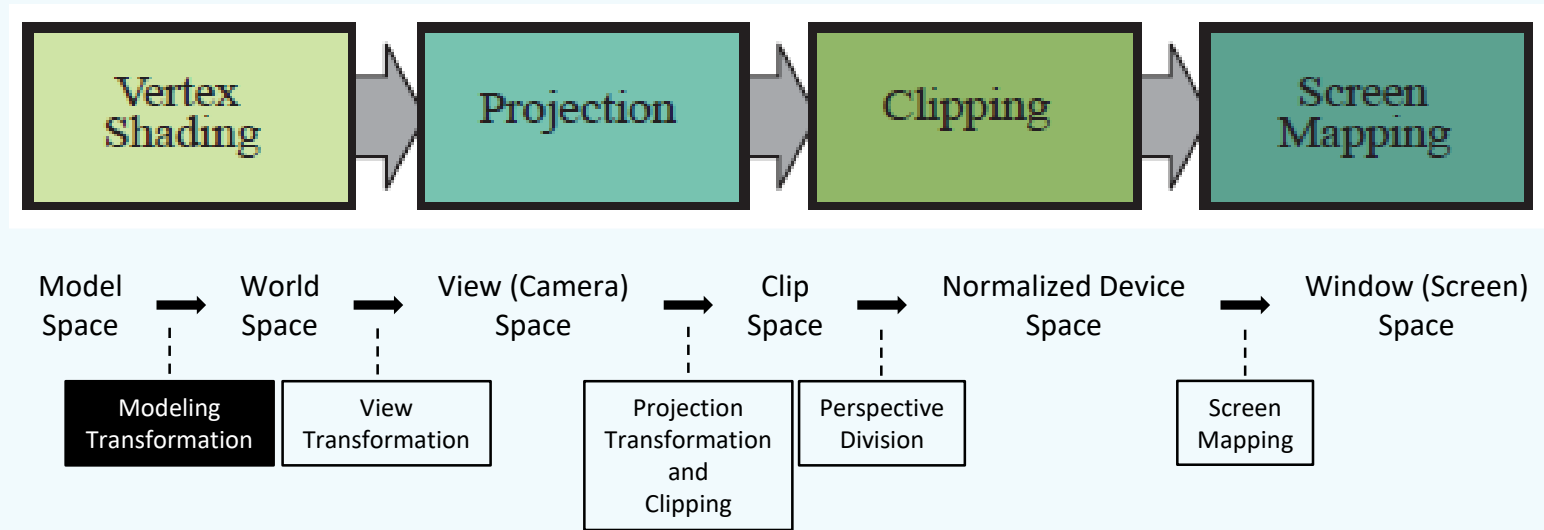 Vertex
Shading
Projection
Clipping
Screen
Mapping
Model
Space
World
Space
View (Camera)
Space
Clip
Space
Normalized Device
Space
Window (Screen)
Space
Modeling
Transformation
View
Transformation
Projection
Transformation
and
Clipping
Perspective
Division
Screen
Mapping